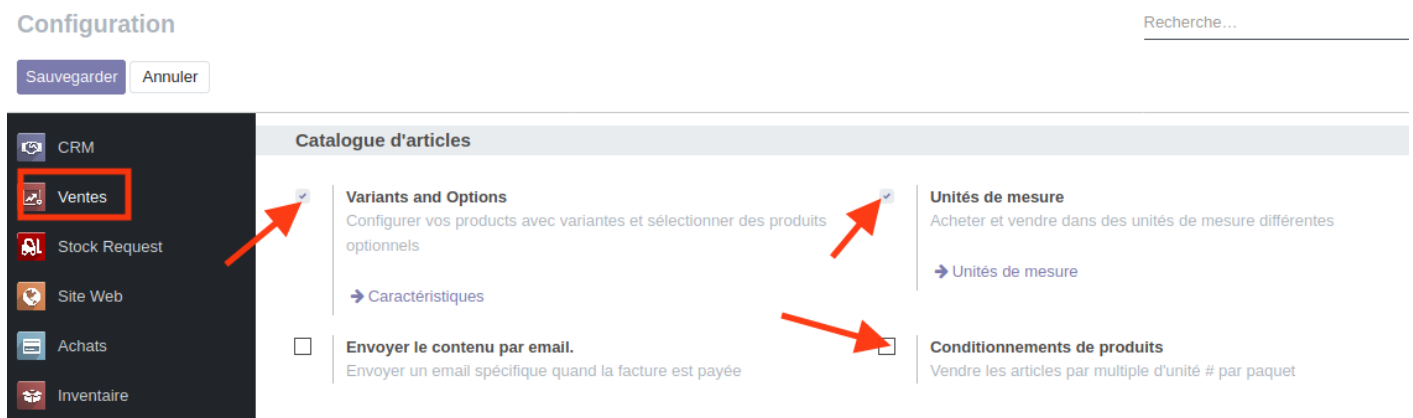 Configuration
Recherche…
Sauvegarder Annuler
CRM
Ventes
Stock Request
Site Web
Achats
Inventaire
Catalogue d'articles
Variants and Options
Configurer vos products avec variantes et sélectionner des produits
optionnels
Caractéristiques
Unités de mesure
Acheter et vendre dans des unités de mesure différentes
Unités de mesure
Envoyer le contenu par email.
Envoyer un email spécifique quand la facture est payée
Conditionnements de produits
Vendre les articles par multiple d'unité # par paquet